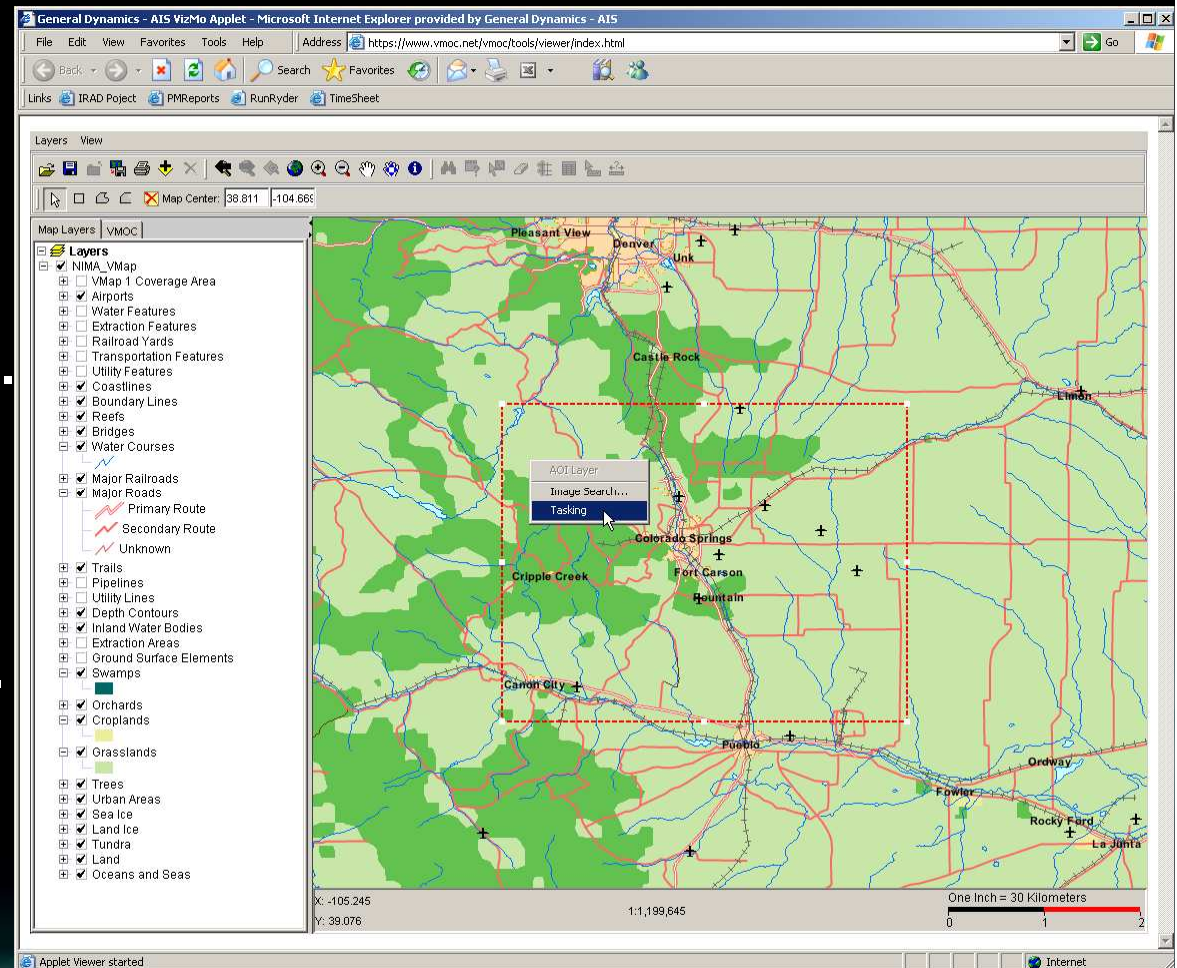 General Dynamics - AIS VizMo Applet - Microsoft Internet Explorer provided by General Dynamics - AIS
File Edit View Favorites Tools Help Address https://www.vmoc.net/vmoc/tools/viewer/index.html Go
Back Search Favorites
Links IRAD Poject PMReports RunRyder TimeSheet
Layers View
Map Center: 38.811 -104.669
Map Layers VMOC
Layers
NIMA_VMap
VMap 1 Coverage Area
Airports
Water Features
Extraction Features
Railroad Yards
Transportation Features
Utility Features
Coastlines
Boundary Lines
Reefs
Bridges
Water Courses
Major Railroads
Major Roads
Primary Route
Secondary Route
Unknown
Trails
Pipelines
Utility Lines
Depth Contours
Inland Water Bodies
Extraction Areas
Ground Surface Elements
Swamps
Orchards
Croplands
Grasslands
Trees
Urban Areas
Sea Ice
Land Ice
Tundra
Land
Oceans and Seas
Pleasant View
Denver
Unk
Castle Rock
Limon
AOI Layer
Image Search...
Tasking
Colorado Springs
Fort Carson
Cripple Creek
Fountain
Canon City
Pueblo
Ordway
Fowler
Rocky Ford
La Junta
X: -105.245
Y: 39.076
1:1,199,645
One Inch = 30 Kilometers
0 1 2
Applet Viewer started
Internet